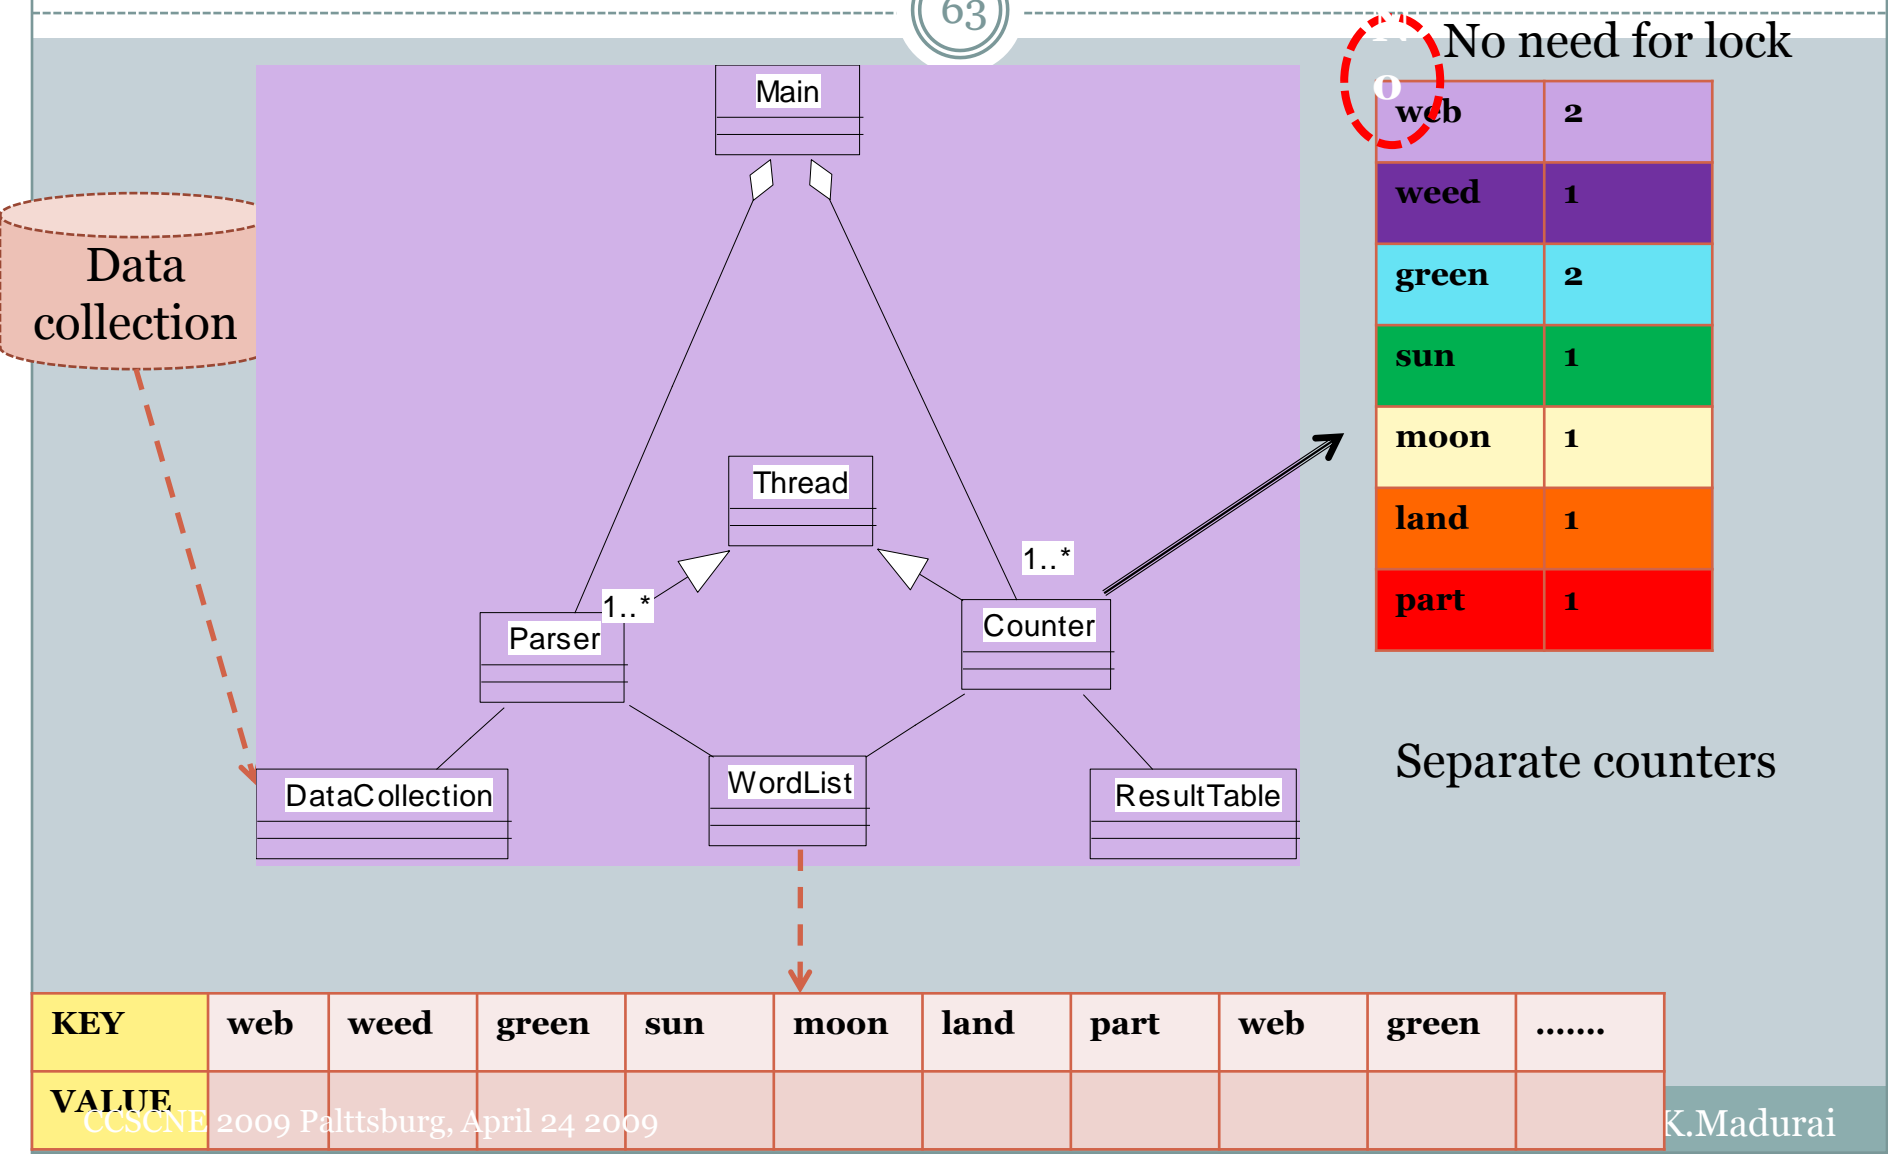 63
No
No need for lock
Main
web 2
weed 1
Data
collection
green 2
sun 1
moon 1
Thread
land 1
1..*
1..*
part 1
Parser
Counter
Separate counters
DataCollection
WordList
ResultTable
KEY web weed green sun moon land part web green .......
VALUE
CCSCNE 2009 Palttsburg, April 24 2009
K.Madurai